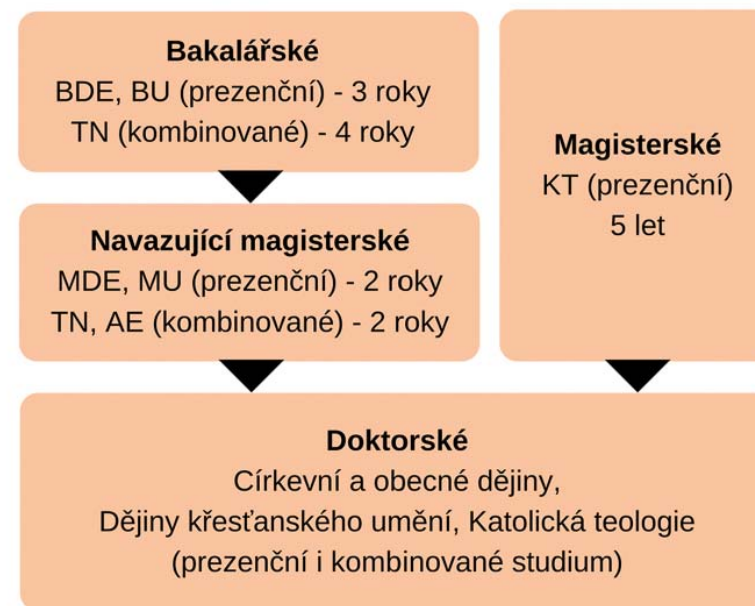 Bakalářské
BDE, BU (prezenční) - 3 roky
TN (kombinované) - 4 roky
Navazující magisterské
MDE, MU (prezenční) - 2 roky
TN, AE (kombinované) - 2 roky
Magisterské
KT (prezenční)
5 let
Doktorské
Církevní a obecné dějiny,
Dějiny křesťanského umění, Katolická teologie
(prezenční i kombinované studium)